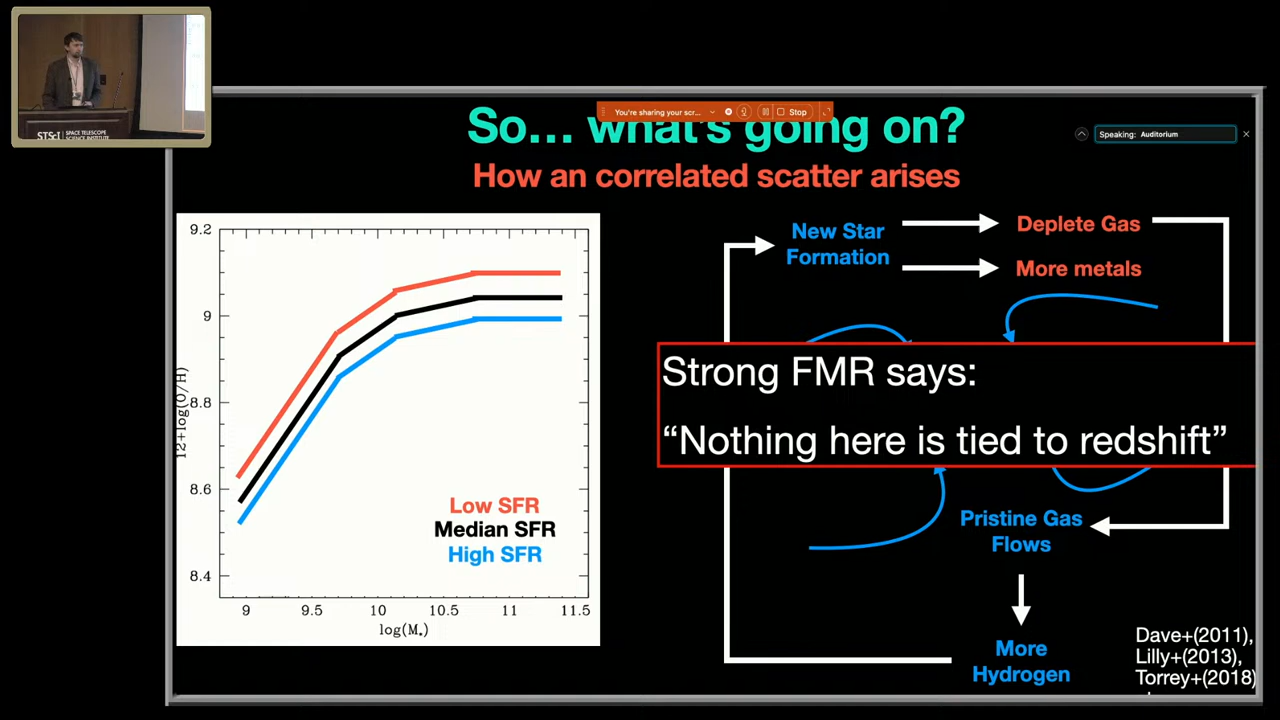 STScI SPACE TELESCOPE
SCIENCE INSTITUTE
You're sharing your scr... Stop
Speaking: Auditorium
So... what's going on?
How an correlated scatter arises
9.2
9
8.8
8.6
8.4
12+log(O/H)
9 9.5 10 10.5 11 11.5
log(M*)
Low SFR
Median SFR
High SFR
New Star
Formation
Deplete Gas
More metals
Strong FMR says:
“Nothing here is tied to redshift”
Pristine Gas
Flows
More
Hydrogen
Dave+(2011),
Lilly+(2013),
Torrey+(2018)